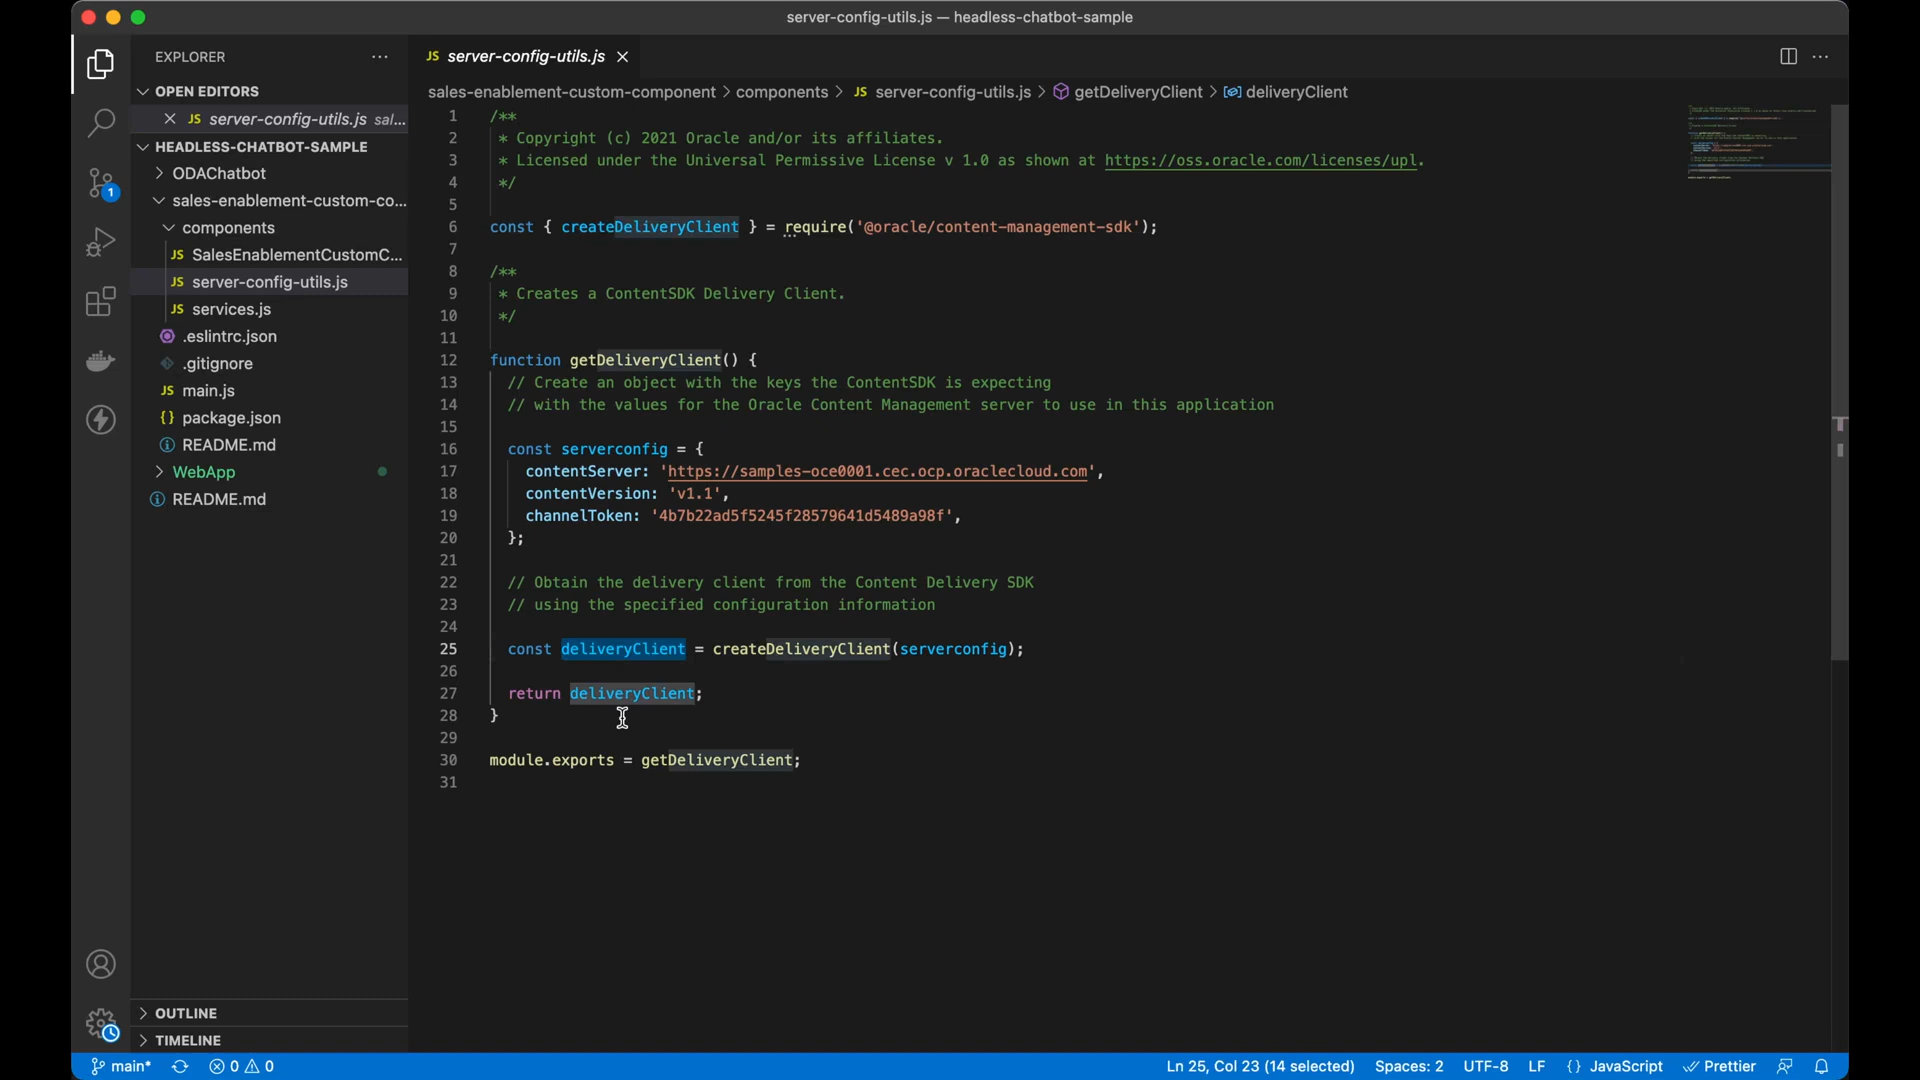 server-config-utils.js — headless-chatbot-sample
EXPLORER
OPEN EDITORS
JS server-config-utils.js sal...
HEADLESS-CHATBOT-SAMPLE
ODAChatbot
sales-enablement-custom-co...
components
JS SalesEnablementCustomC...
JS server-config-utils.js
JS services.js
.eslintrc.json
.gitignore
JS main.js
{} package.json
README.md
WebApp
README.md
OUTLINE
TIMELINE
1
JS server-config-utils.js
sales-enablement-custom-component > components > JS server-config-utils.js > getDeliveryClient > deliveryClient
1 /**
2 * Copyright (c) 2021 Oracle and/or its affiliates.
3 * Licensed under the Universal Permissive License v 1.0 as shown at https://oss.oracle.com/licenses/upl.
4 */
5
6 const { createDeliveryClient } = require('@oracle/content-management-sdk');
7
8 /**
9 * Creates a ContentSDK Delivery Client.
10 */
11
12 function getDeliveryClient() {
13 // Create an object with the keys the ContentSDK is expecting
14 // with the values for the Oracle Content Management server to use in this application
15
16 const serverconfig = {
17 contentServer: 'https://samples-oce0001.cec.ocp.oraclecloud.com',
18 contentVersion: 'v1.1',
19 channelToken: '4b7b22ad5f5245f28579641d5489a98f',
20 };
21
22 // Obtain the delivery client from the Content Delivery SDK
23 // using the specified configuration information
24
25 const deliveryClient = createDeliveryClient(serverconfig);
26
27 return deliveryClient;
28 }
29
30 module.exports = getDeliveryClient;
31
main* 0 0 Ln 25, Col 23 (14 selected) Spaces: 2 UTF-8 LF {} JavaScript Prettier